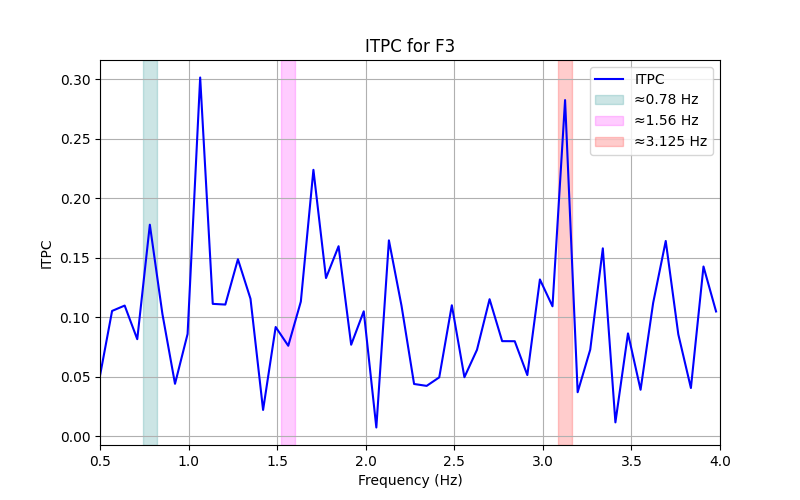 ITPC for F3
ITPC
≈0.78 Hz
≈1.56 Hz
≈3.125 Hz
0.30
0.25
0.20
0.15
0.10
0.05
0.00
ITPC
0.5 1.0 1.5 2.0 2.5 3.0 3.5 4.0
Frequency (Hz)